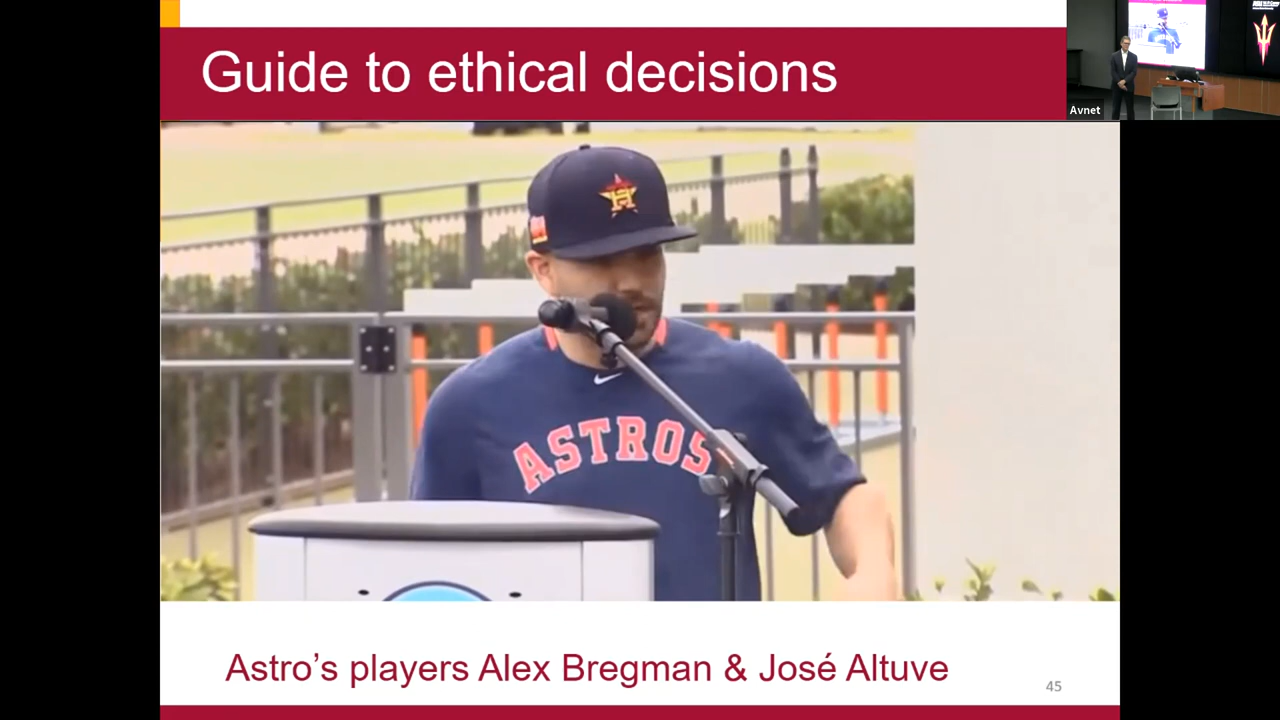 Guide to ethical decisions
Avnet
H
ASTROS
Astro's players Alex Bregman & José Altuve
45